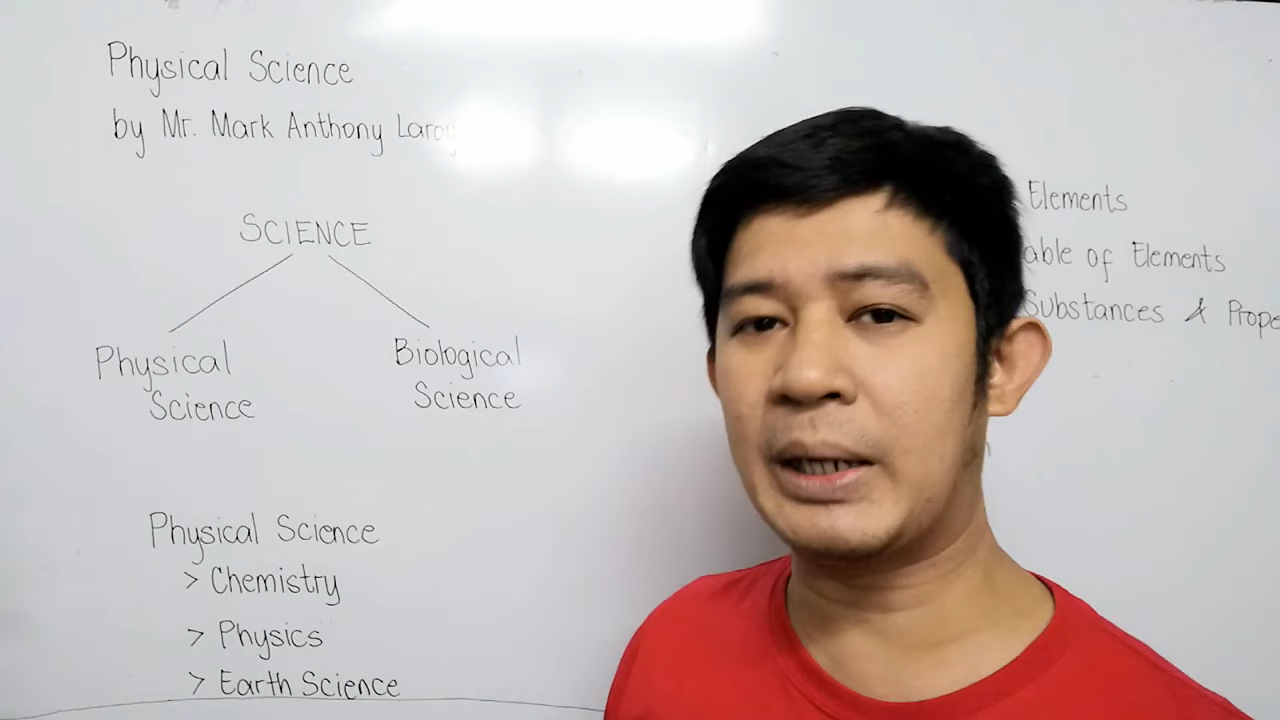 Physical Science
by Mr. Mark Anthony
SCIENCE
Physical
Science
Biological
Science
Physical Science
> Chemistry
> Physics
> Earth Science
Elements
able of Elements
Substances & Prope